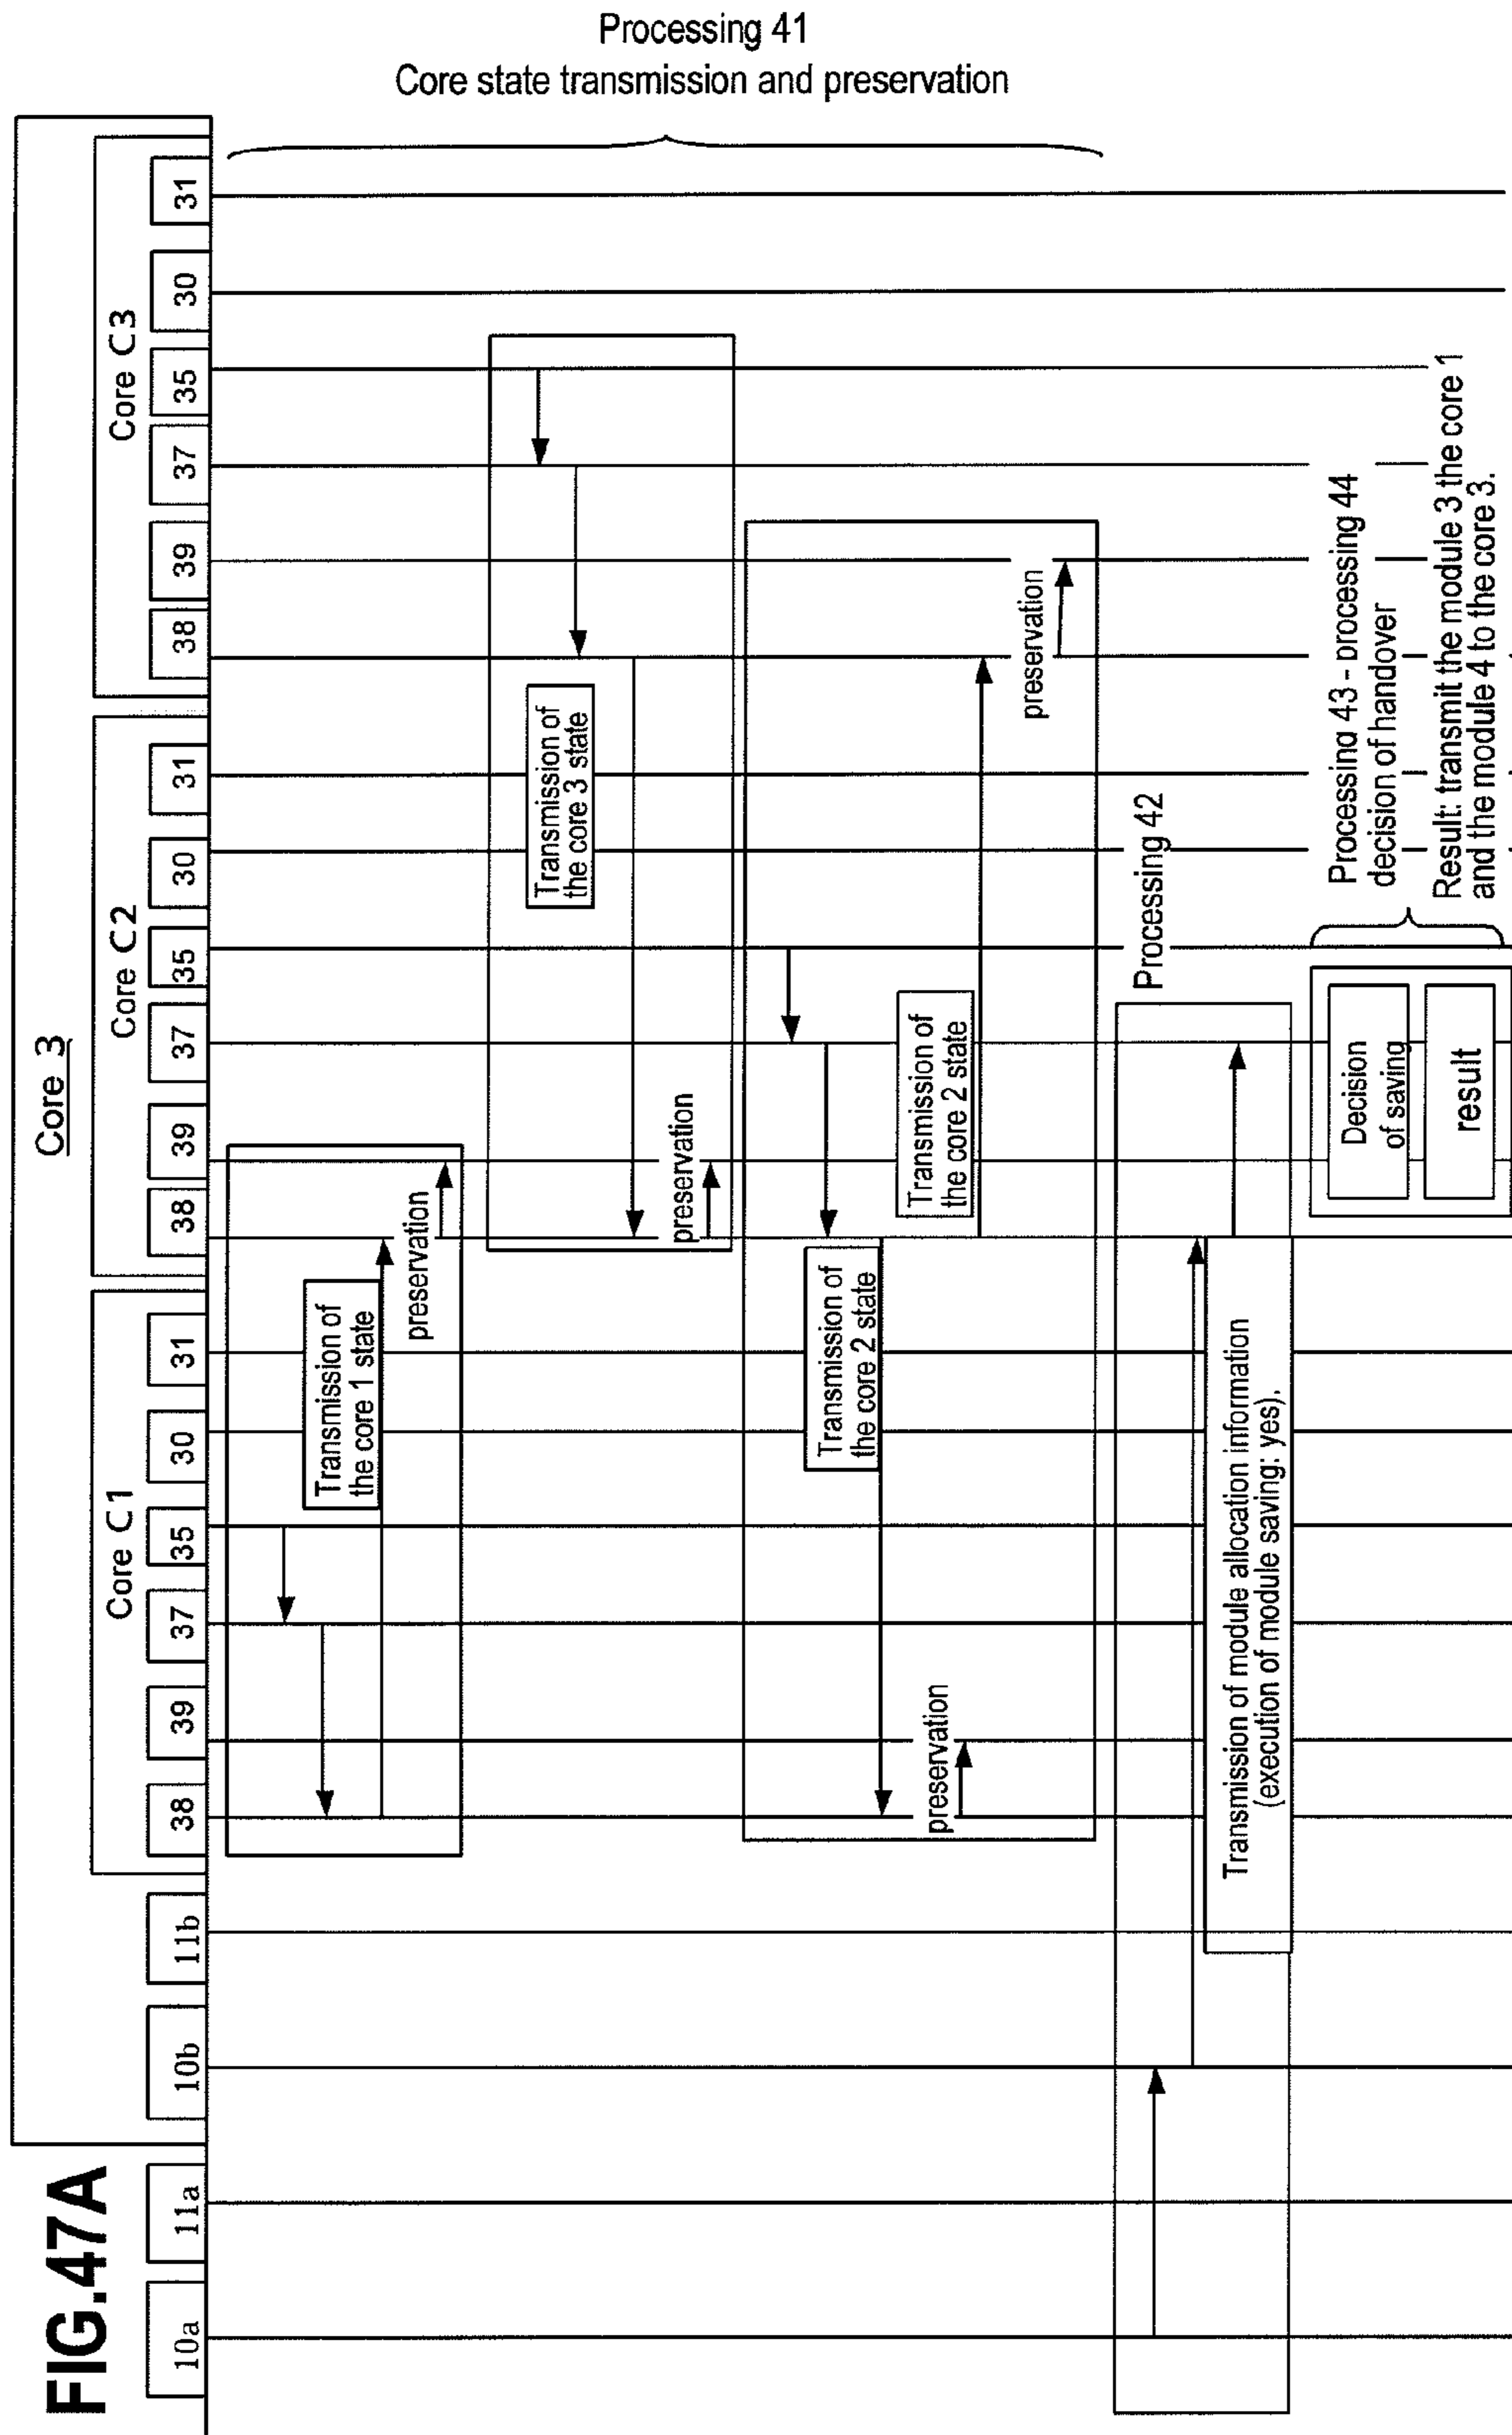 FIG.47A
Core 3
Core C1
Core C2
Core C3
10a
11a
10b
11b
38
39
37
35
30
31
38
39
37
35
30
31
38
39
37
35
30
31
Processing 41
Core state transmission and preservation
Transmission of
the core 1 state
preservation
Transmission of
the core 3 state
preservation
Transmission of
the core 2 state
preservation
Transmission of
the core 2 state
preservation
Processing 42
Transmission of module allocation information
(execution of module saving: yes).
Decision
of saving
result
Processing 43 - processing 44
decision of handover
Result: transmit the module 3 the core 1
and the module 4 to the core 3.